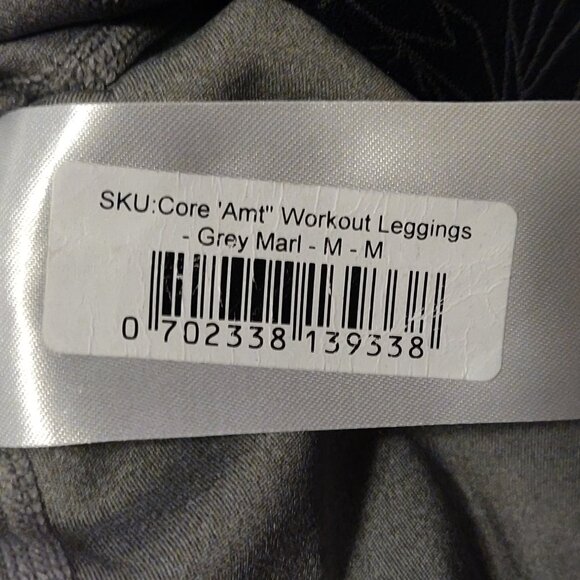 SKU:Core 'Amt" Workout Leggings
- Grey Marl - M - M
0 702338 139338